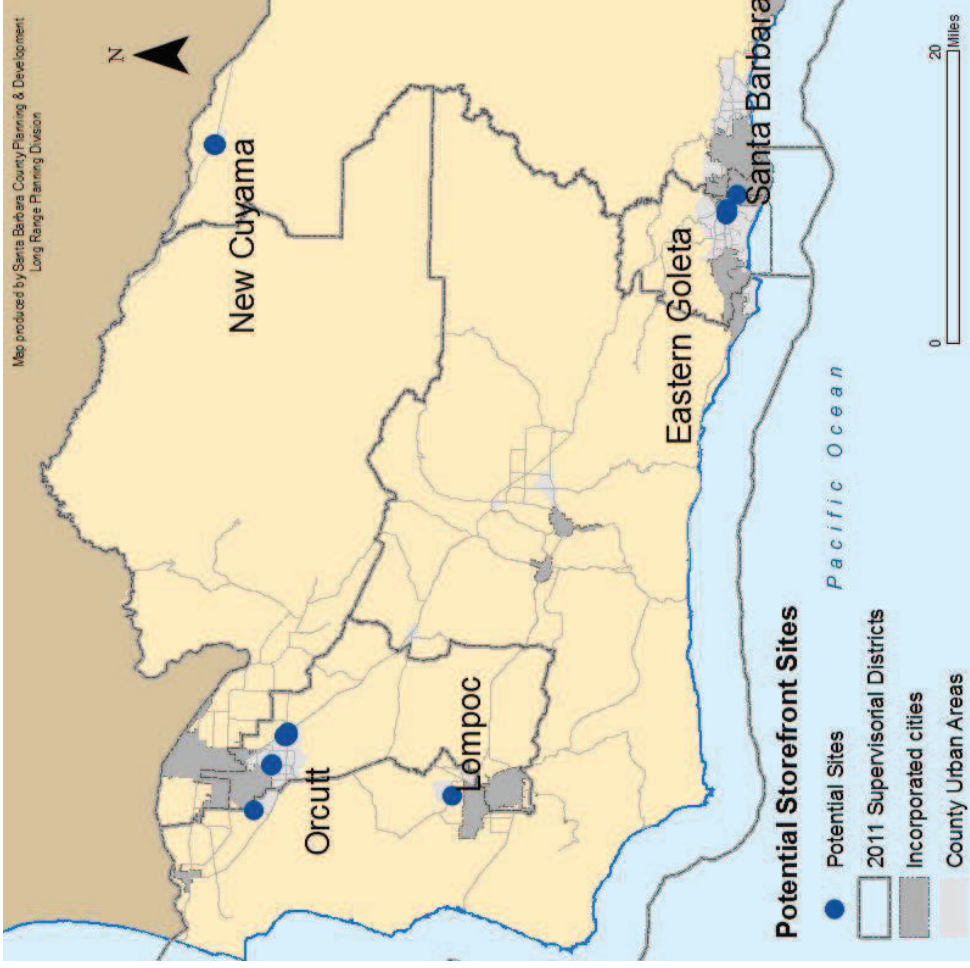 Map produced by Santa Barbara County Planning & Development
Long Range Planning Division
N
New Cuyama
Santa Barbara
Eastern Goleta
Orcutt
Lompoc
Pacific Ocean
Potential Storefront Sites
Potential Sites
2011 Supervisorial Districts
Incorporated cities
County Urban Areas
0
20
Miles